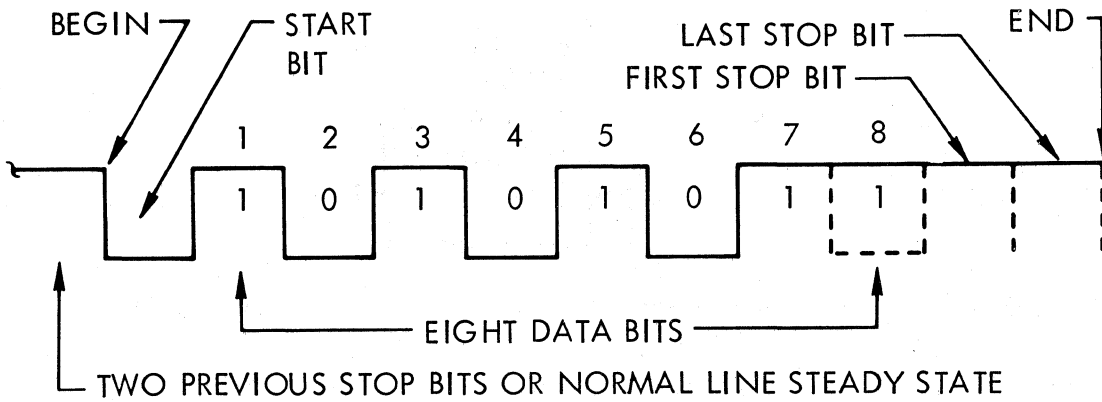 BEGIN
START
BIT
END
LAST STOP BIT
FIRST STOP BIT
1 2 3 4 5 6 7 8
1 0 1 0 1 0 1 1
EIGHT DATA BITS
TWO PREVIOUS STOP BITS OR NORMAL LINE STEADY STATE